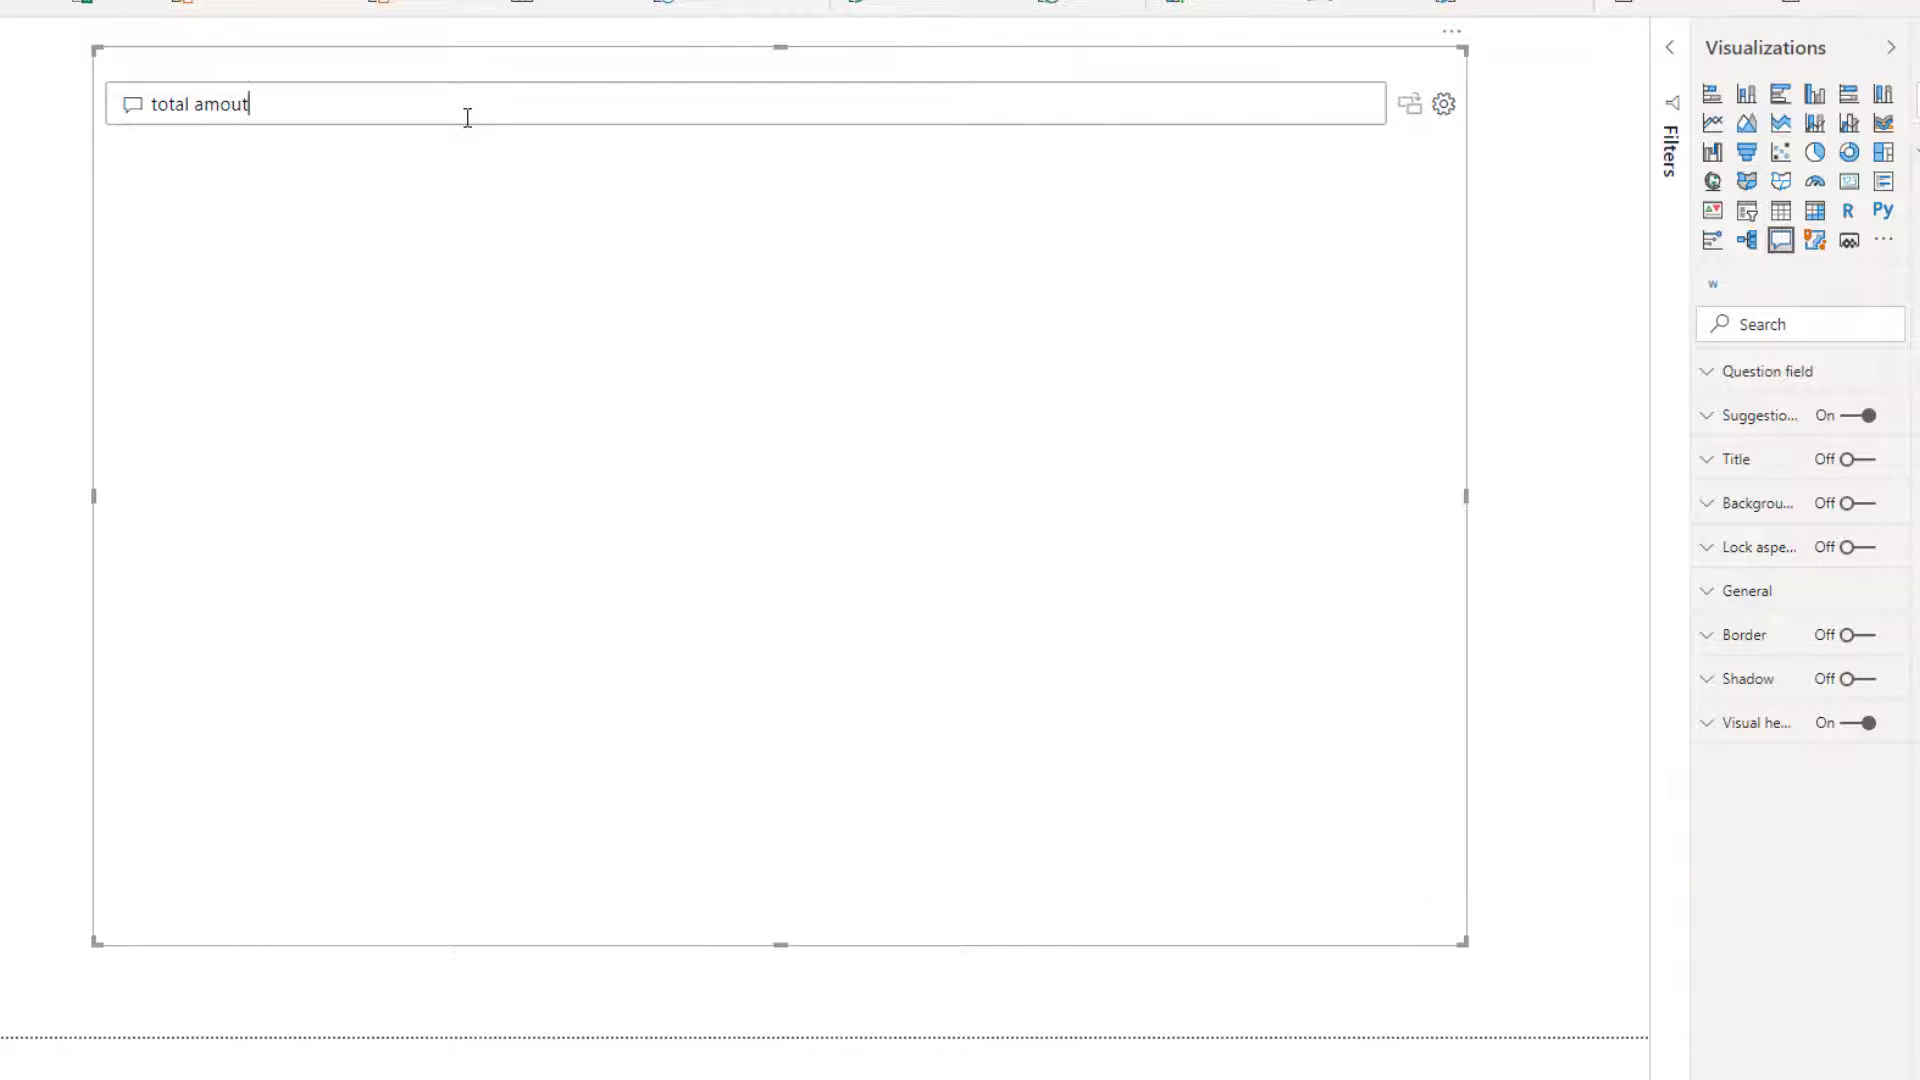 total amout
Visualizations
Filters
123
R
Py
w
Search
Question field
Suggestio... On
Title Off
Backgrou... Off
Lock aspe... Off
General
Border Off
Shadow Off
Visual he... On